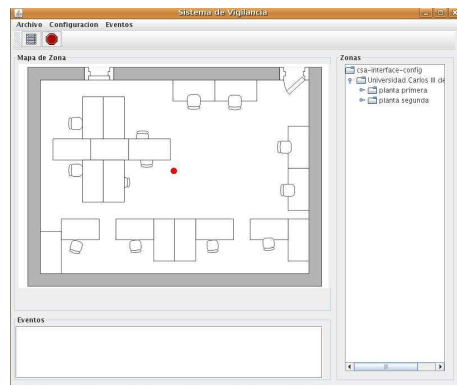 Sistema de Vigilancia
Archivo Configuracion Eventos
Mapa de Zona
Zonas
csa-interface-config
Universidad Carlos III de
planta primera
planta segunda
Eventos